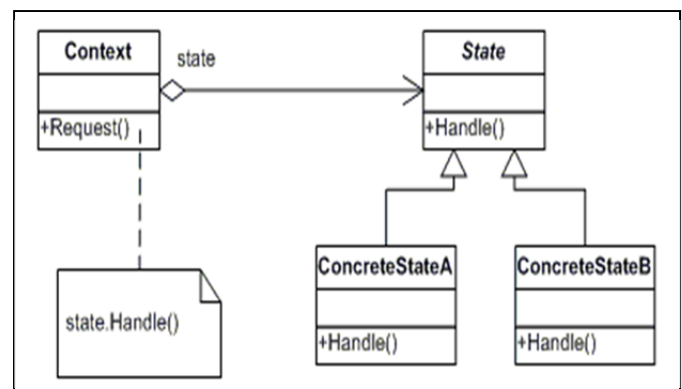 Context
state
State
+Request()
+Handle()
ConcreteStateA
ConcreteStateB
state.Handle()
+Handle()
+Handle()